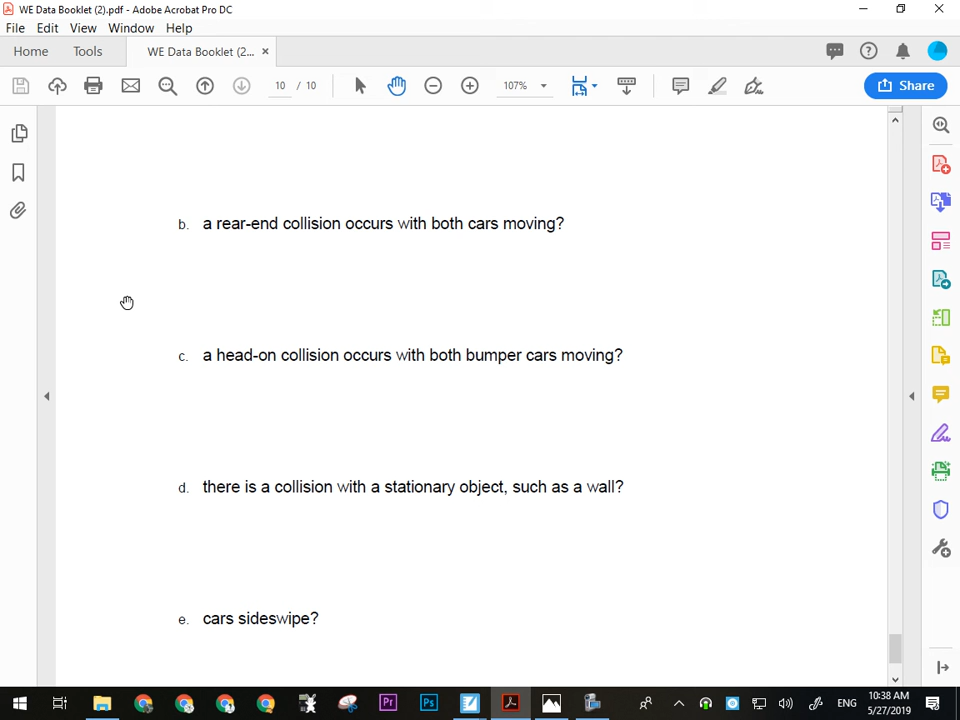 WE Data Booklet (2).pdf - Adobe Acrobat Pro DC
File Edit View Window Help
Home Tools WE Data Booklet (2... ×
10 / 10 107% Share
b. a rear-end collision occurs with both cars moving?
c. a head-on collision occurs with both bumper cars moving?
d. there is a collision with a stationary object, such as a wall?
e. cars sideswipe?
Pr Ps ENG 10:38 AM
5/27/2019